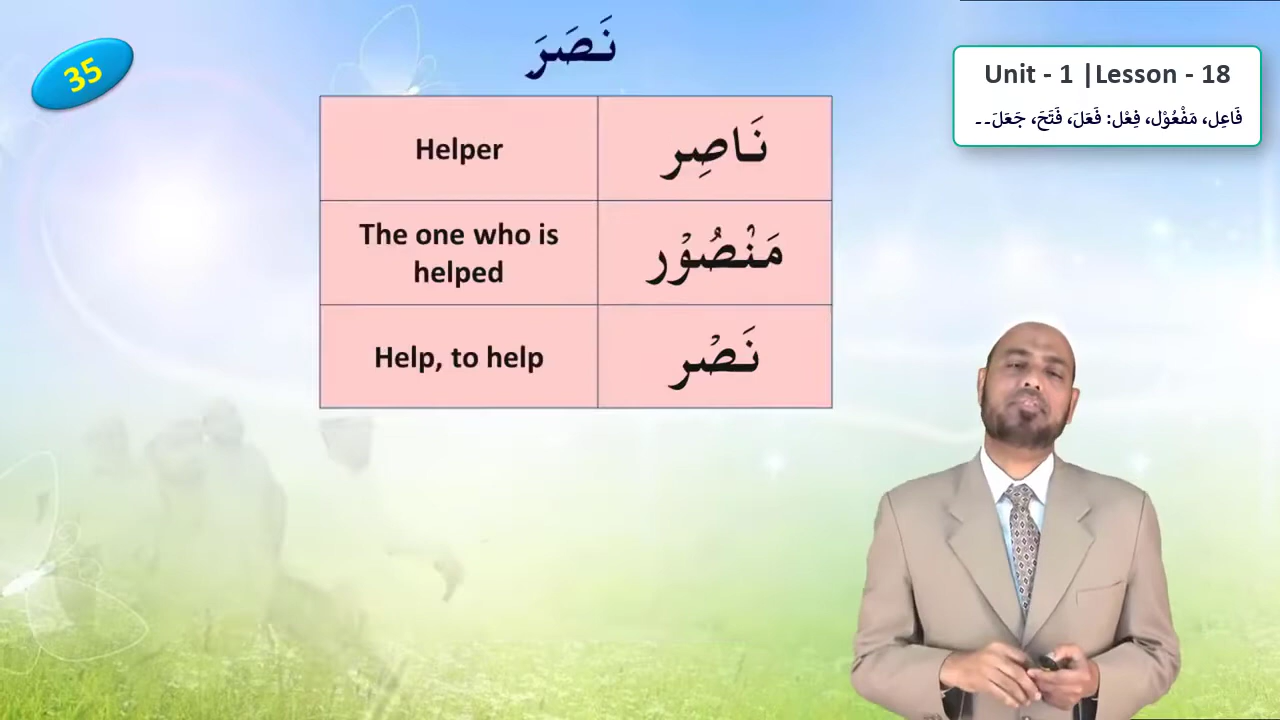 نَصَرَ
35
Unit - 1 |Lesson - 18
فَاعِل، مَفْعُوْل، فِعْل: فَعَلَ، فَتَحَ، جَعَلَ۔۔
Helper
نَاصِر
The one who is
helped
مَنْصُوْر
Help, to help
نَصْر